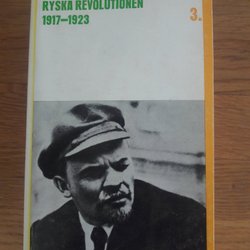 RYSKA REVOLUTIONEN
1917–1923
3.